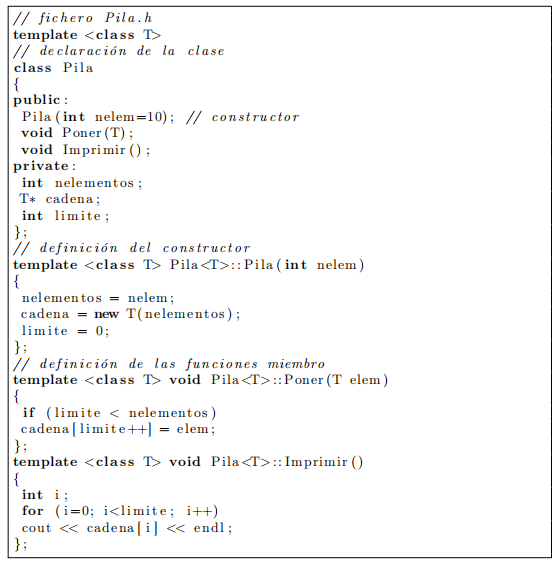 // fichero Pila.h
template <class T>
// declaración de la clase
class Pila
{
public:
Pila(int nelem=10); // constructor
void Poner(T);
void Imprimir();
private:
int nelementos;
T* cadena;
int limite;
};
// definición del constructor
template <class T> Pila<T>::Pila(int nelem)
{
nelementos = nelem;
cadena = new T(nelementos);
limite = 0;
};
// definición de las funciones miembro
template <class T> void Pila<T>::Poner(T elem)
{
if (limite < nelementos)
cadena[limite++] = elem;
};
template <class T> void Pila<T>::Imprimir()
{
int i;
for (i=0; i<limite; i++)
cout << cadena[i] << endl;
};